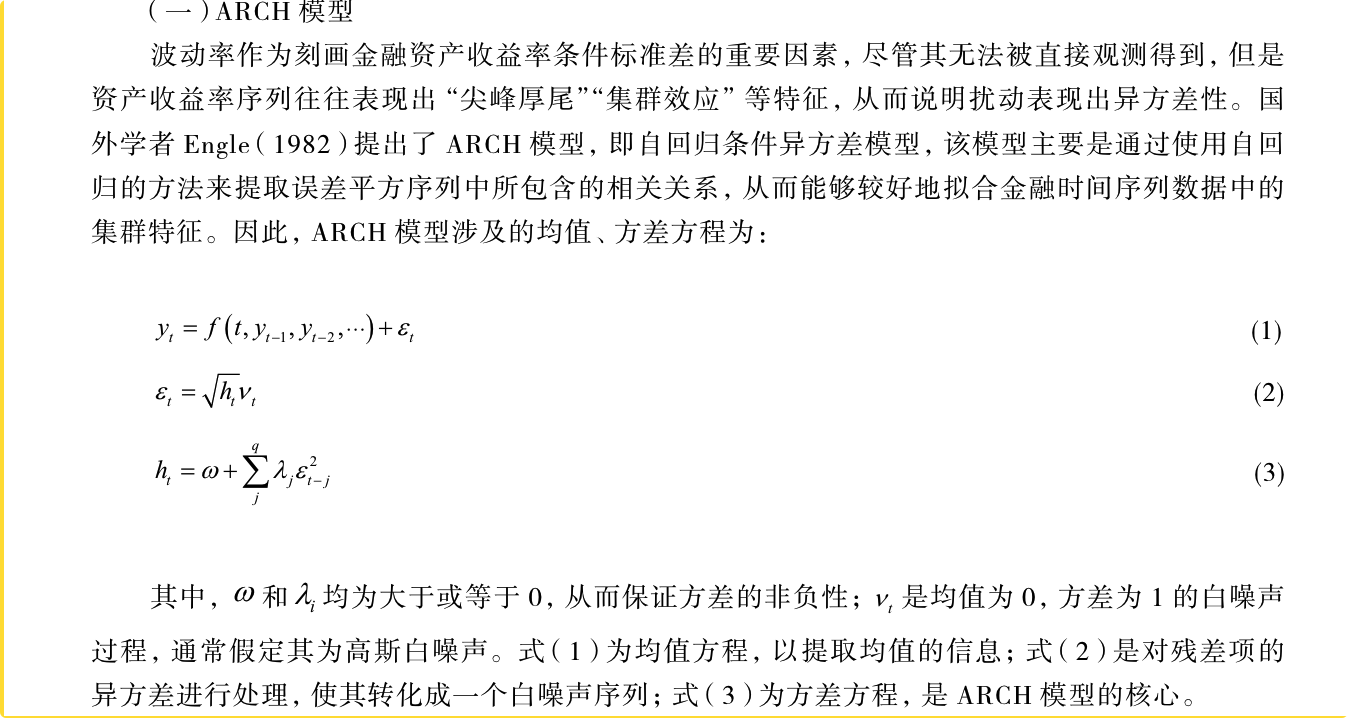 （一）ARCH 模型
波动率作为刻画金融资产收益率条件标准差的重要因素，尽管其无法被直接观测得到，但是
资产收益率序列往往表现出“尖峰厚尾”“集群效应”等特征，从而说明扰动表现出异方差性。国
外学者 Engle（1982）提出了 ARCH 模型，即自回归条件异方差模型，该模型主要是通过使用自回
归的方法来提取误差平方序列中所包含的相关关系，从而能够较好地拟合金融时间序列数据中的
集群特征。因此，ARCH 模型涉及的均值、方差方程为：
y_t = f(t, y_{t-1}, y_{t-2}, ⋯) + ε_t (1)
ε_t = √h_t ν_t (2)
h_t = ω + ∑_j^q λ_j ε_{t-j}^2 (3)
其中，ω 和 λ_i 均为大于或等于 0，从而保证方差的非负性；ν_t 是均值为 0，方差为 1 的白噪声
过程，通常假定其为高斯白噪声。式（1）为均值方程，以提取均值的信息；式（2）是对残差项的
异方差进行处理，使其转化成一个白噪声序列；式（3）为方差方程，是 ARCH 模型的核心。